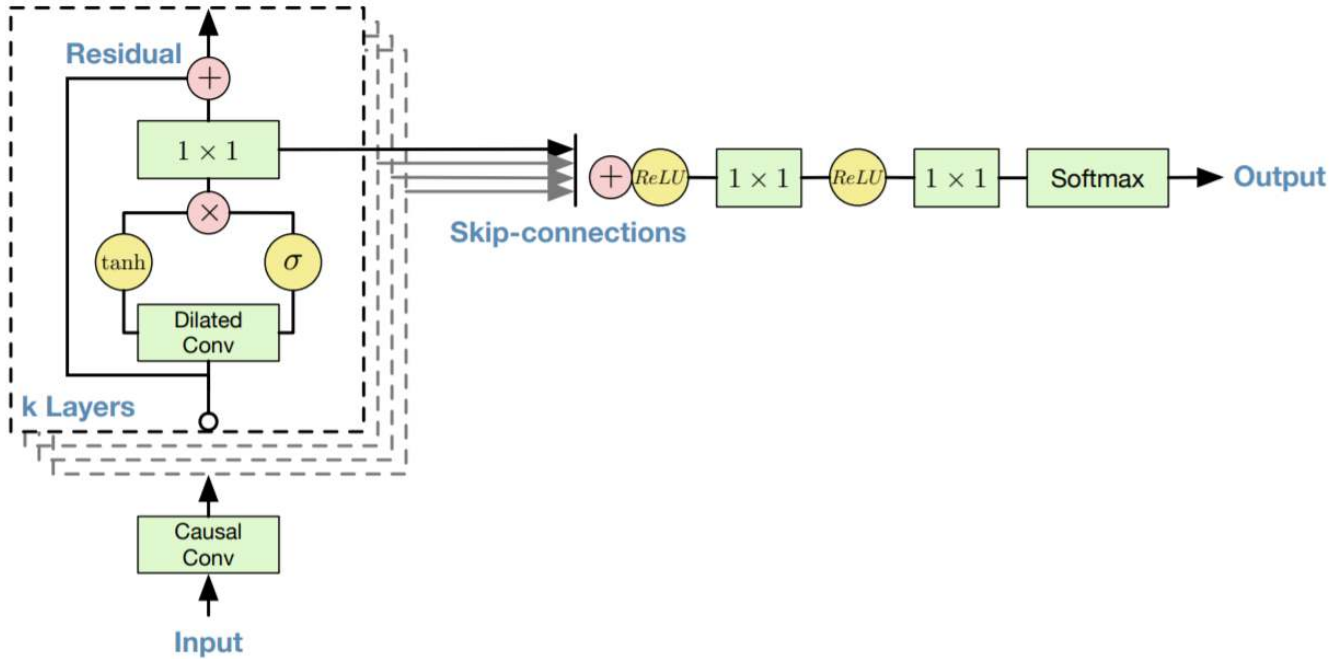 Residual
+
1 × 1
×
tanh
σ
Dilated
Conv
k Layers
Causal
Conv
Input
+ ReLU 1 × 1 ReLU 1 × 1 Softmax Output
Skip-connections